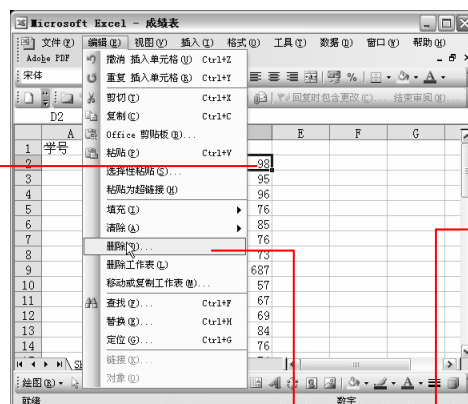 Microsoft Excel - 成绩表
文件(F) 编辑(E) 视图(V) 插入(I) 格式(O) 工具(T) 数据(D) 窗口(W) 帮助(H)
Adobe PDF
宋体
撤消 插入单元格(U) Ctrl+Z
重复 插入单元格(R) Ctrl+Y
剪切(T) Ctrl+X
复制(C) Ctrl+C
Office 剪贴板(B)...
粘贴(P) Ctrl+V
选择性粘贴(S)...
粘贴为超链接(H)
填充(I)
清除(A)
删除(D)...
删除工作表(L)
移动或复制工作表(M)...
查找(F)... Ctrl+F
替换(E)... Ctrl+H
定位(G)... Ctrl+G
链接(K)...
对象(O)
答复时包含更改(C)... 结束审阅(N)...
D2
A E F G
1 学号
2 98
3 95
4 96
5 76
6 85
7 76
8 73
9 687
10 57
11 67
12 69
13 84
14 76
绘图(R)
就绪 数字